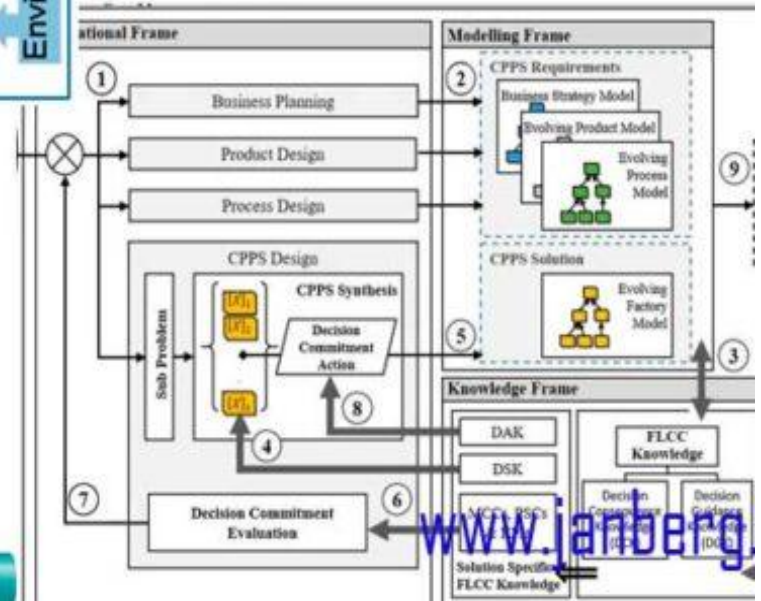 Envi
ational Frame
Modelling Frame
1
2
CPPS Requirements
Business Planning
Business Strategy Model
Evolving Product Model
Product Design
Evolving
Process
Model
9
Process Design
CPPS Design
CPPS Solution
CPPS Synthesis
Evolving
Factory
Model
Sub Problem
Decision
Commitment
Action
5
3
8
Knowledge Frame
4
DAK
FLCC
Knowledge
DSK
7
6
Decision Commitment
Evaluation
Decision
Knowledge
Decision
Guidance
Knowledge
www.janberg.
Solution Specific
FLCC Knowledge